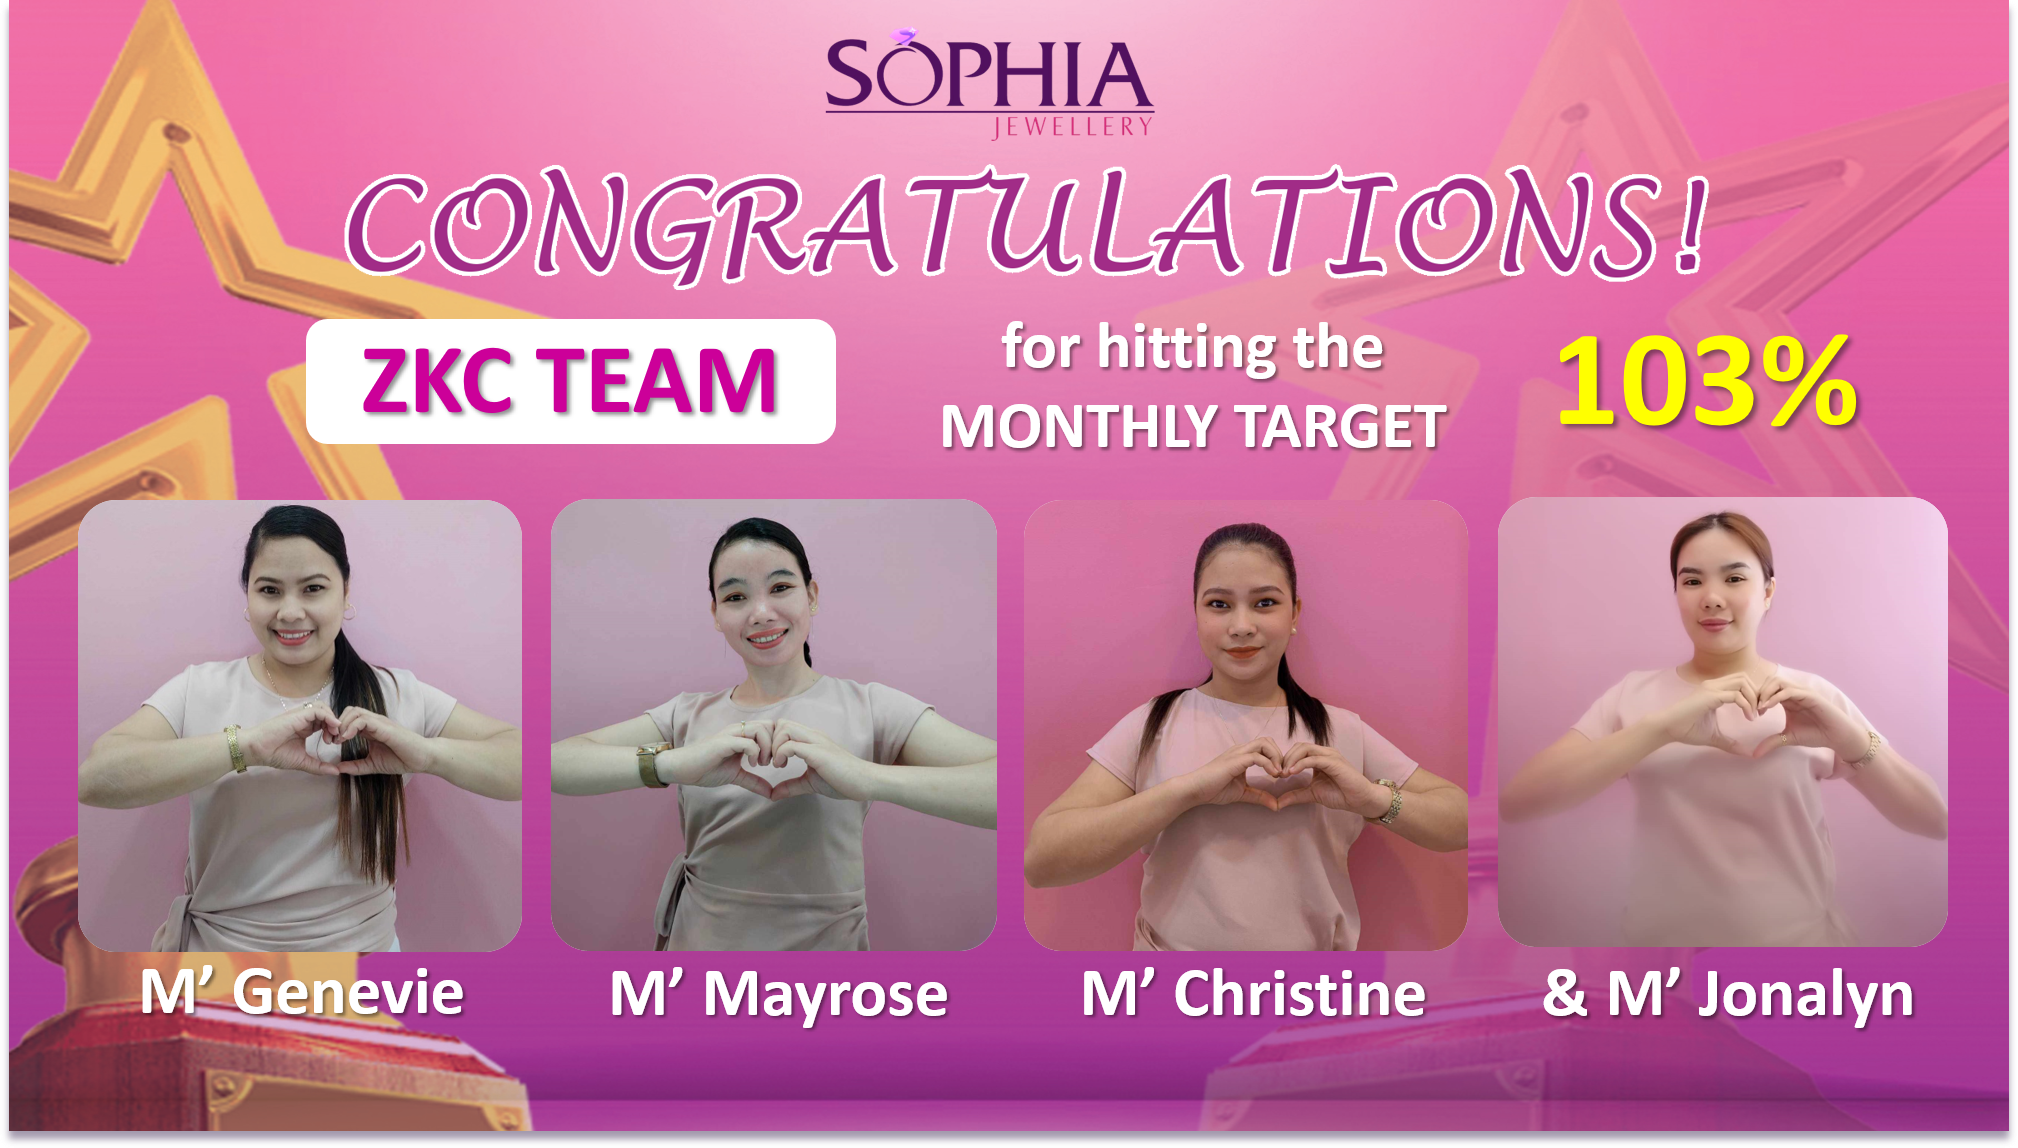 SOPHIA
JEWELLERY
CONGRATULATIONS!
ZKC TEAM
for hitting the
MONTHLY TARGET
103%
M’ Genevie
M’ Mayrose
M’ Christine
& M’ Jonalyn